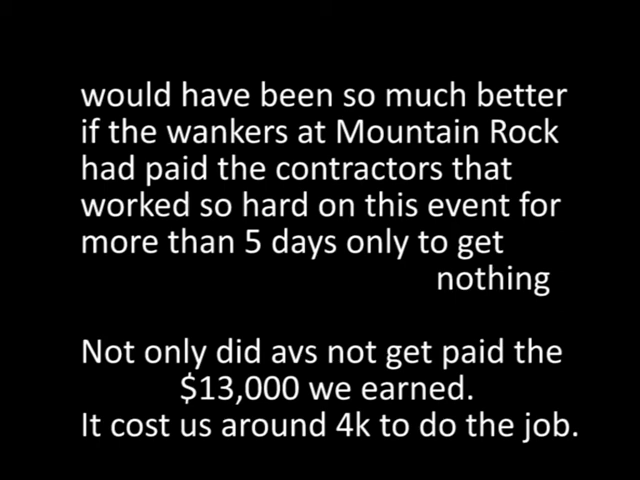 would have been so much better
if the wankers at Mountain Rock
had paid the contractors that
worked so hard on this event for
more than 5 days only to get
nothing
Not only did avs not get paid the
$13,000 we earned.
It cost us around 4k to do the job.